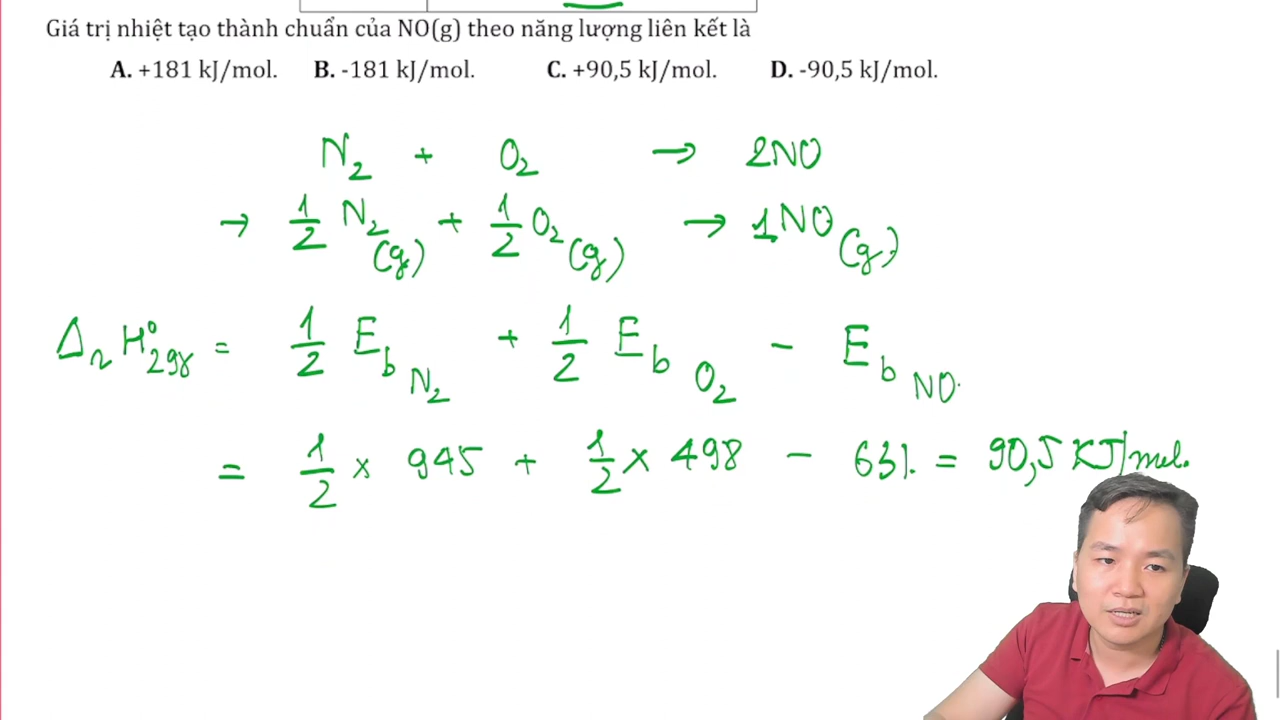 Giá trị nhiệt tạo thành chuẩn của NO(g) theo năng lượng liên kết là
A. +181 kJ/mol. B. -181 kJ/mol. C. +90,5 kJ/mol. D. -90,5 kJ/mol.
N₂ + O₂ → 2NO
→ 1/2 N₂(g) + 1/2 O₂(g) → 1NO(g)
Δr H⁰298 = 1/2 Eb N₂ + 1/2 Eb O₂ - Eb NO
= 1/2 × 945 + 1/2 × 498 - 631. = 90,5 KJ/mol.